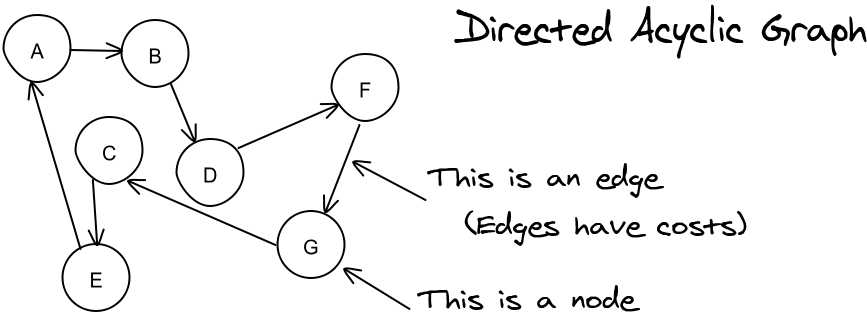 Directed Acyclic Graph
A
B
F
C
D
This is an edge
(Edges have costs)
G
E
This is a node